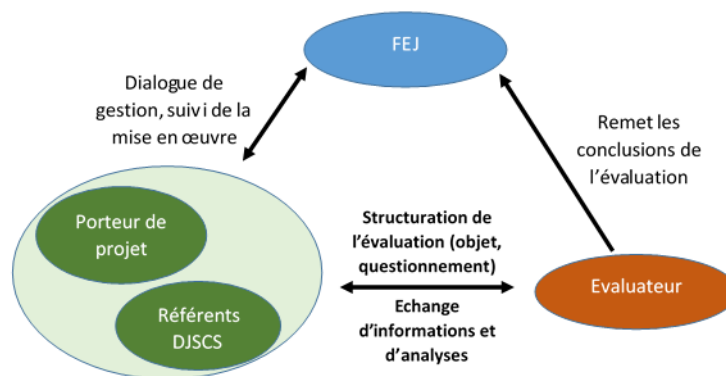 FEJ
Dialogue de
gestion, suivi de la
mise en œuvre
Remet les
conclusions de
l'évaluation
Porteur de
projet
Structuration de
l'évaluation (objet,
questionnement)
Evaluateur
Référents
DJSCS
Echange
d'informations et
d'analyses